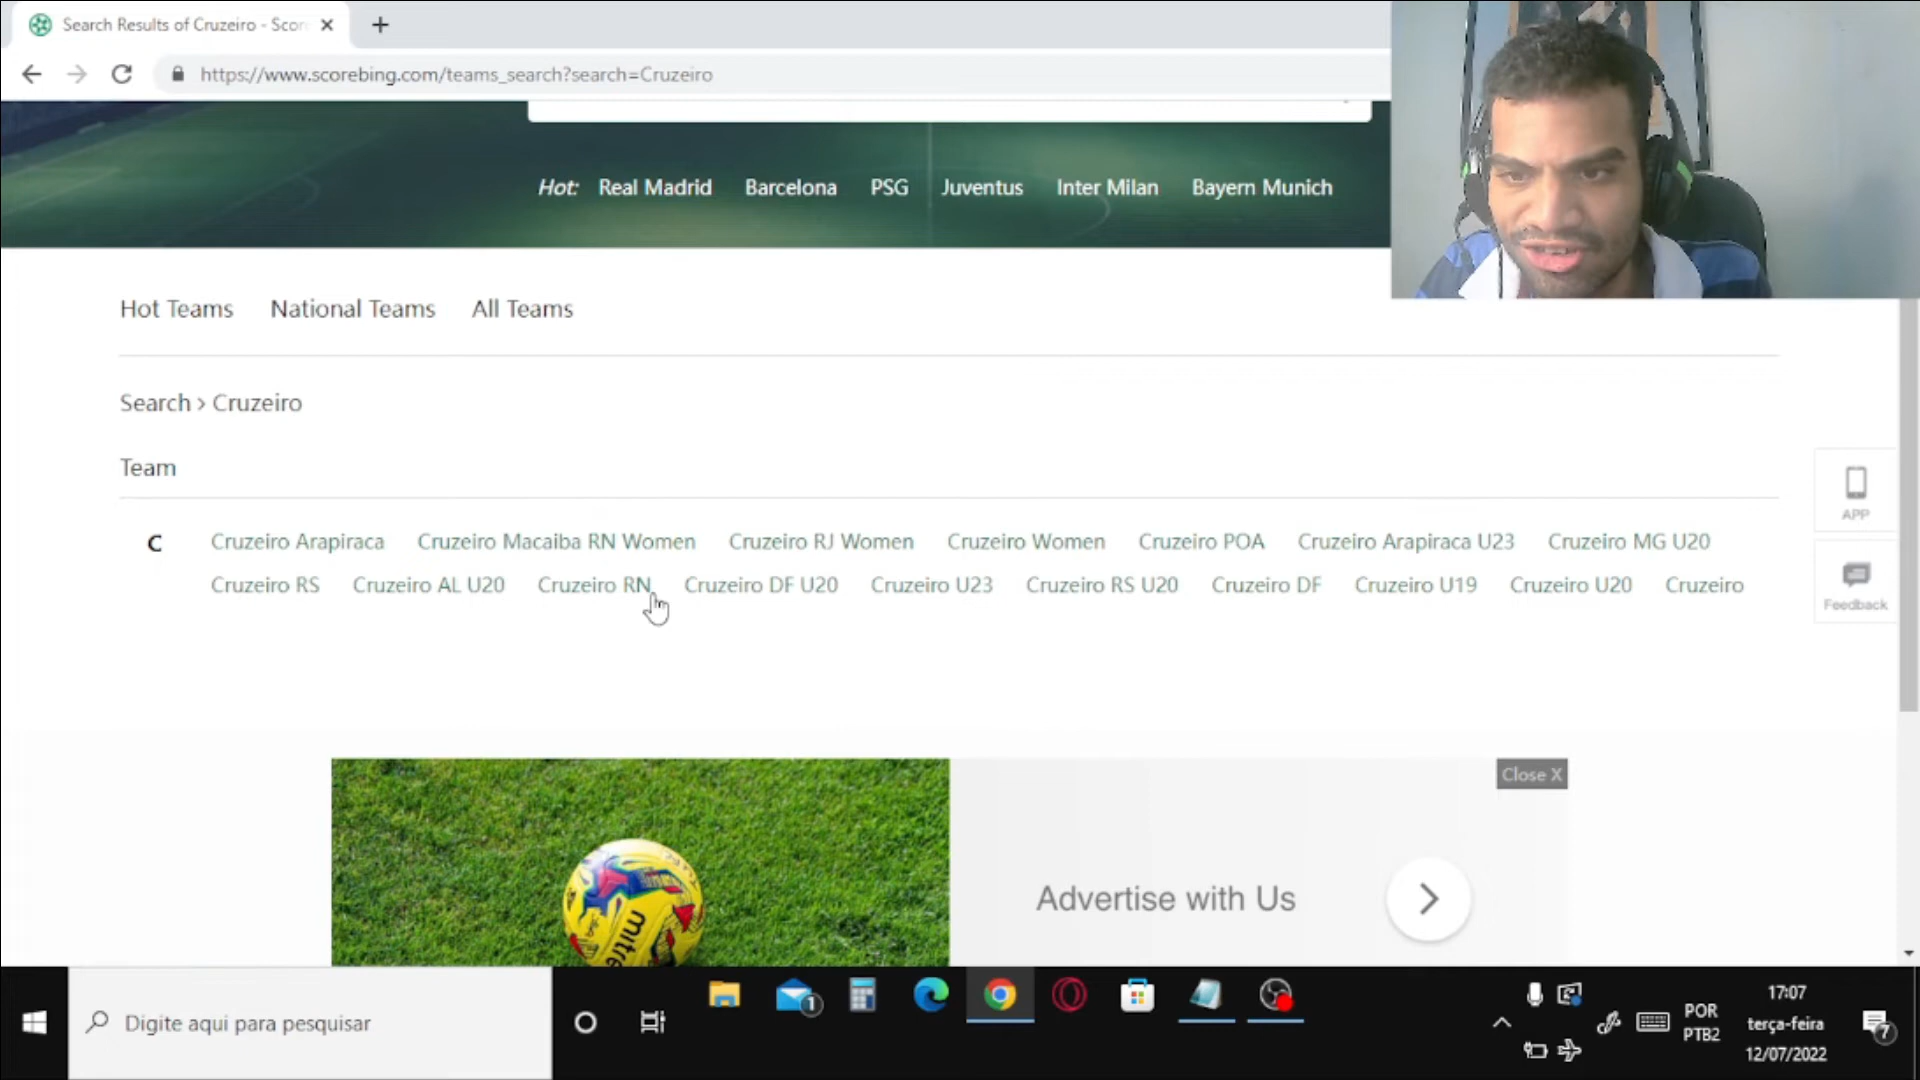 Search Results of Cruzeiro - Scor
https://www.scorebing.com/teams_search?search=Cruzeiro
Hot: Real Madrid Barcelona PSG Juventus Inter Milan Bayern Munich
Hot Teams National Teams All Teams
Search › Cruzeiro
Team
C Cruzeiro Arapiraca Cruzeiro Macaiba RN Women Cruzeiro RJ Women Cruzeiro Women Cruzeiro POA Cruzeiro Arapiraca U23 Cruzeiro MG U20
Cruzeiro RS Cruzeiro AL U20 Cruzeiro RN Cruzeiro DF U20 Cruzeiro U23 Cruzeiro RS U20 Cruzeiro DF Cruzeiro U19 Cruzeiro U20 Cruzeiro
APP
Feedback
Close X
mitre
Advertise with Us
Digite aqui para pesquisar
1
POR
PTB2
17:07
terça-feira
12/07/2022
7